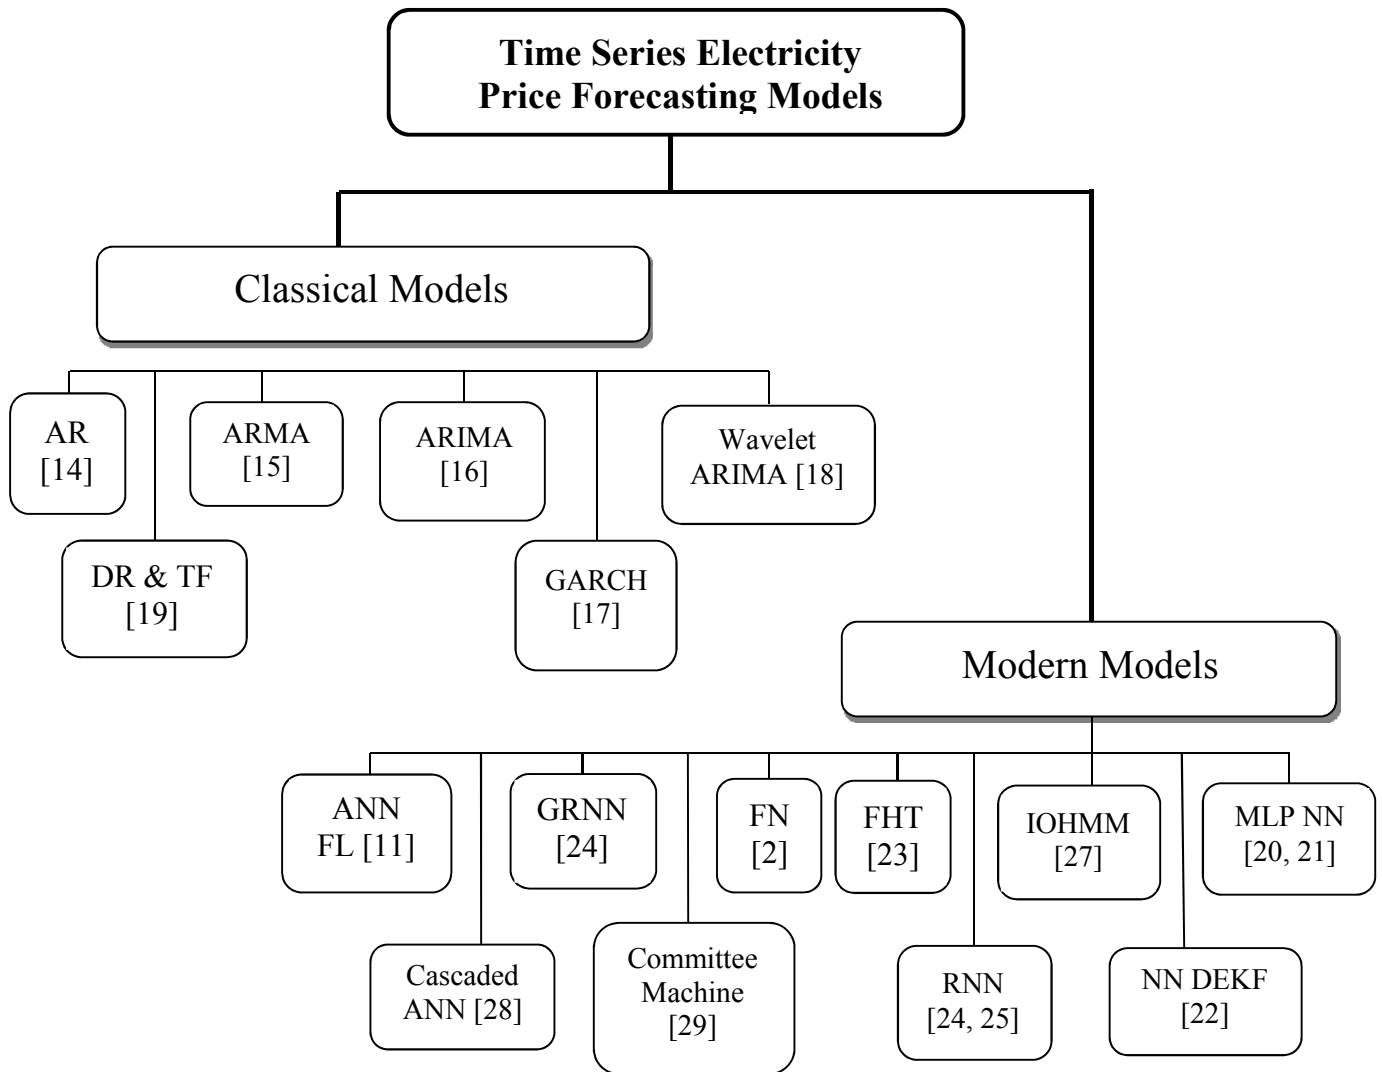 Time Series Electricity
Price Forecasting Models
Classical Models
AR
[14]
ARMA
[15]
ARIMA
[16]
Wavelet
ARIMA [18]
DR & TF
[19]
GARCH
[17]
Modern Models
ANN
FL [11]
GRNN
[24]
FN
[2]
FHT
[23]
IOHMM
[27]
MLP NN
[20, 21]
Cascaded
ANN [28]
Committee
Machine
[29]
RNN
[24, 25]
NN DEKF
[22]